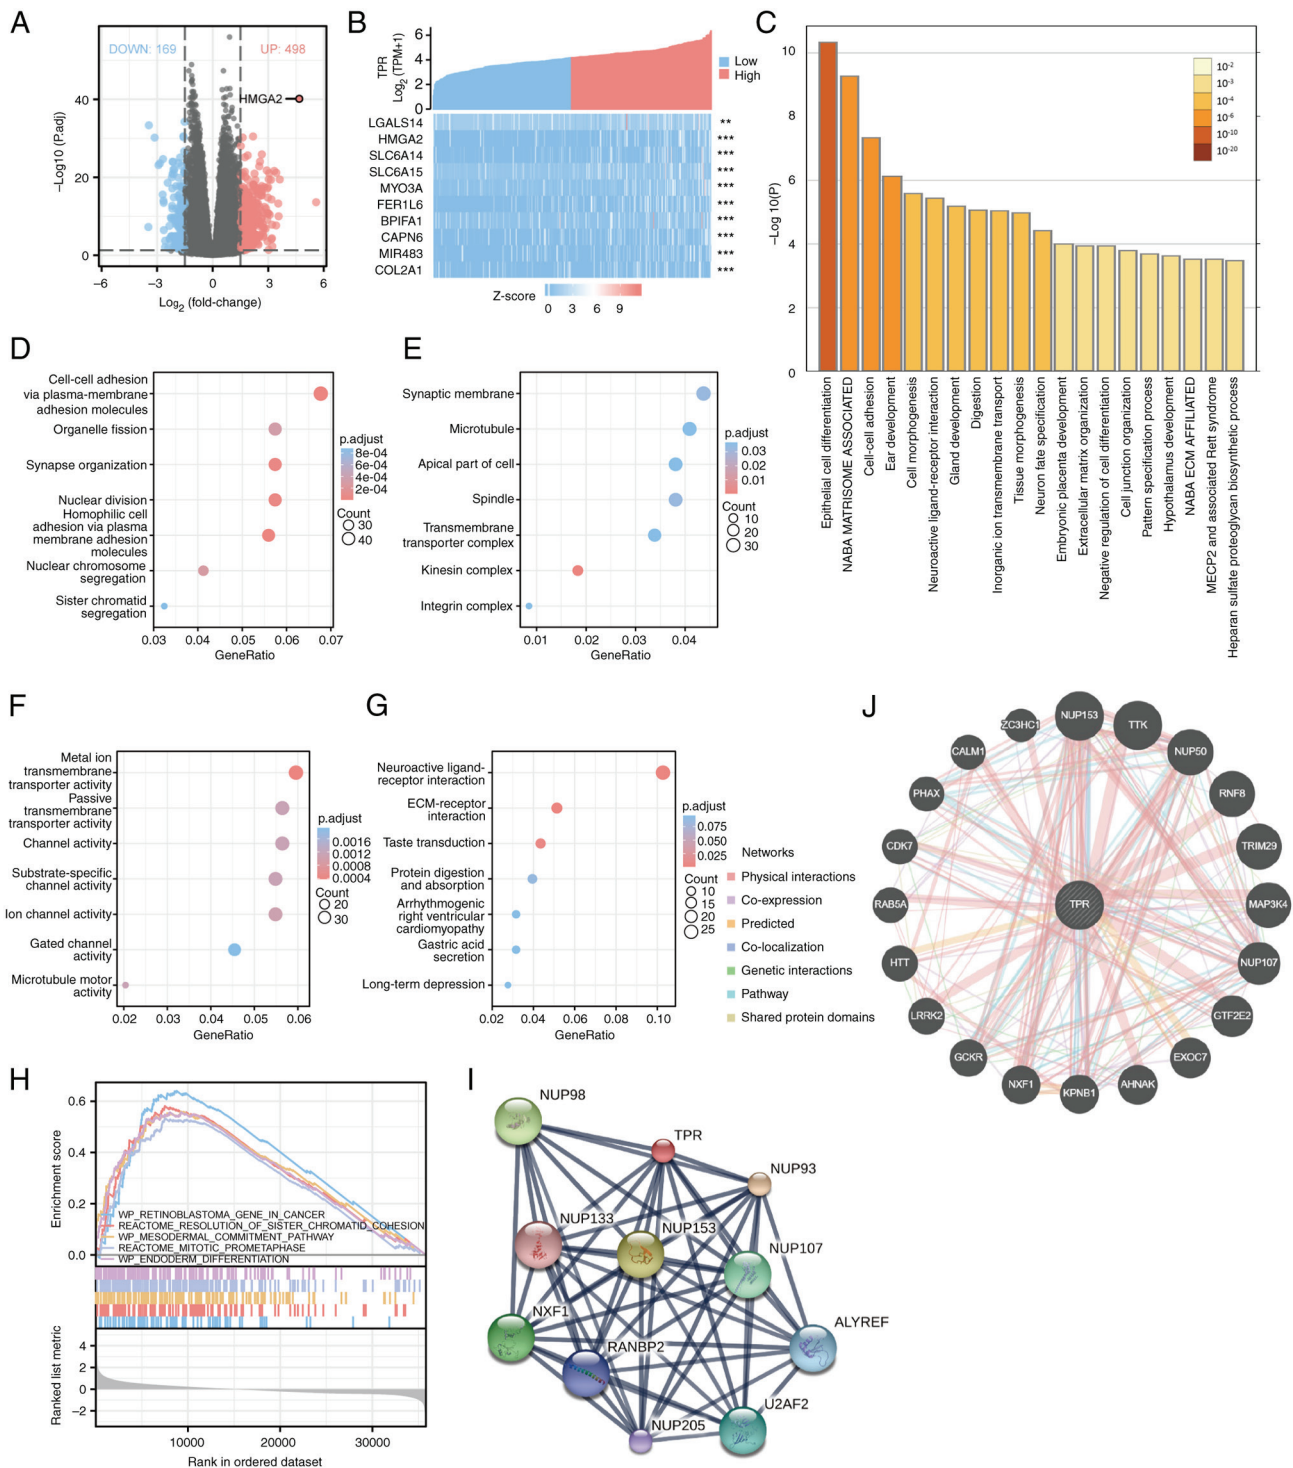 A
DOWN: 169
UP: 498
HMGA2
40
20
0
−Log10 (P.adj)
−6
−3
0
3
6
Log2 (fold-change)
B
TPR
Log2 (TPM+1)
6
4
2
0
Low
High
LGALS14
**
HMGA2
***
SLC6A14
***
SLC6A15
***
MYO3A
***
FER1L6
***
BPIFA1
***
CAPN6
***
MIR483
***
COL2A1
***
Z-score
0
3
6
9
C
−Log 10(P)
10
8
6
4
2
0
10-2
10-3
10-4
10-6
10-10
10-20
Epithelial cell differentiation
NABA MATRISOME ASSOCIATED
Cell-cell adhesion
Ear development
Cell morphogenesis
Neuroactive ligand-receptor interaction
Gland development
Digestion
Inorganic ion transmembrane transport
Tissue morphogenesis
Neuron fate specification
Embryonic placenta development
Extracellular matrix organization
Negative regulation of cell differentiation
Cell junction organization
Pattern specification process
Hypothalamus development
NABA ECM AFFILIATED
MECP2 and associated Rett syndrome
Heparan sulfate proteoglycan biosynthetic process
D
Cell-cell adhesion
via plasma-membrane
adhesion molecules
Organelle fission
Synapse organization
Nuclear division
Homophilic cell
adhesion via plasma
membrane adhesion
molecules
Nuclear chromosome
segregation
Sister chromatid
segregation
0.03
0.04
0.05
0.06
0.07
GeneRatio
p.adjust
8e-04
6e-04
4e-04
2e-04
Count
30
40
E
Synaptic membrane
Microtubule
Apical part of cell
Spindle
Transmembrane
transporter complex
Kinesin complex
Integrin complex
0.01
0.02
0.03
0.04
GeneRatio
p.adjust
0.03
0.02
0.01
Count
10
20
30
F
Metal ion
transmembrane
transporter activity
Passive
transmembrane
transporter activity
Channel activity
Substrate-specific
channel activity
Ion channel activity
Gated channel
activity
Microtubule motor
activity
0.02
0.03
0.04
0.05
0.06
GeneRatio
p.adjust
0.0016
0.0012
0.0008
0.0004
Count
20
30
G
Neuroactive ligand-
receptor interaction
ECM-receptor
interaction
Taste transduction
Protein digestion
and absorption
Arrhythmogenic
right ventricular
cardiomyopathy
Gastric acid
secretion
Long-term depression
0.02
0.04
0.06
0.08
0.10
GeneRatio
p.adjust
0.075
0.050
0.025
Count
10
15
20
25
Networks
Physical interactions
Co-expression
Predicted
Co-localization
Genetic interactions
Pathway
Shared protein domains
J
NUP153
TTK
NUP50
RNF8
TRIM29
MAP3K4
NUP107
GTF2E2
EXOC7
AHNAK
KPNB1
NXF1
GCKR
LRRK2
HTT
RAB5A
CDK7
PHAX
CALM1
ZC3HC1
TPR
H
Enrichment score
0.6
0.4
0.2
0.0
WP_RETINOBLASTOMA_GENE_IN_CANCER
REACTOME_RESOLUTION_OF_SISTER_CHROMATID_COHESION
WP_MESODERMAL_COMMITMENT_PATHWAY
REACTOME_MITOTIC_PROMETAPHASE
WP_ENDODERM_DIFFERENTIATION
Ranked list metric
4
2
0
−2
10000
20000
30000
Rank in ordered dataset
I
NUP98
TPR
NUP93
NUP133
NUP153
NUP107
NXF1
ALYREF
RANBP2
U2AF2
NUP205